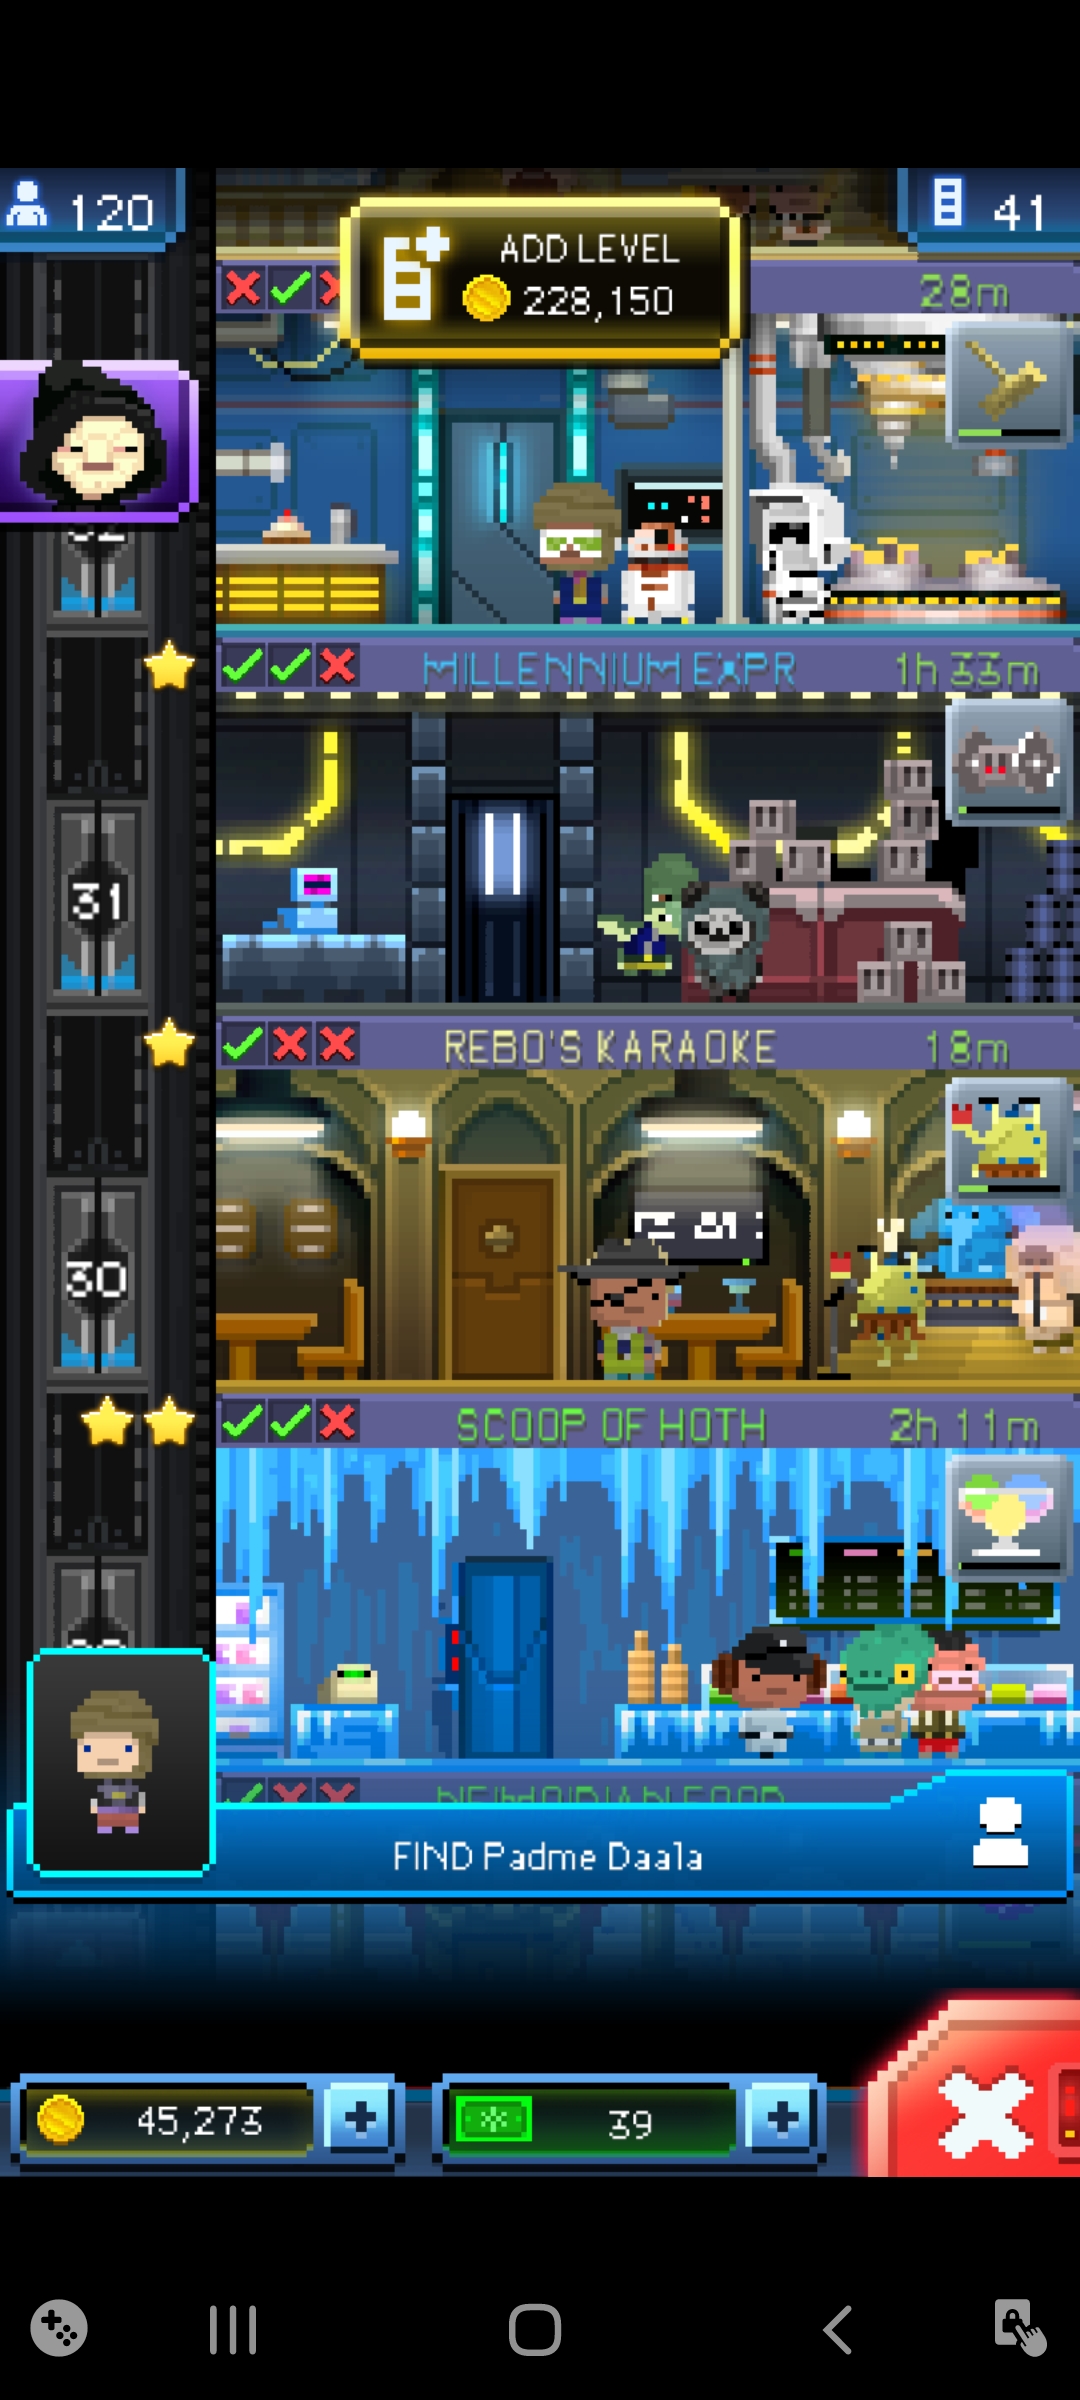 120
41
ADD LEVEL
228,150
28m
MILLENNIUM EXPR
1h 33m
31
REBO'S KARAOKE
18m
30
SCOOP OF HOTH
2h 11m
FIND Padme Daala
45,273
39